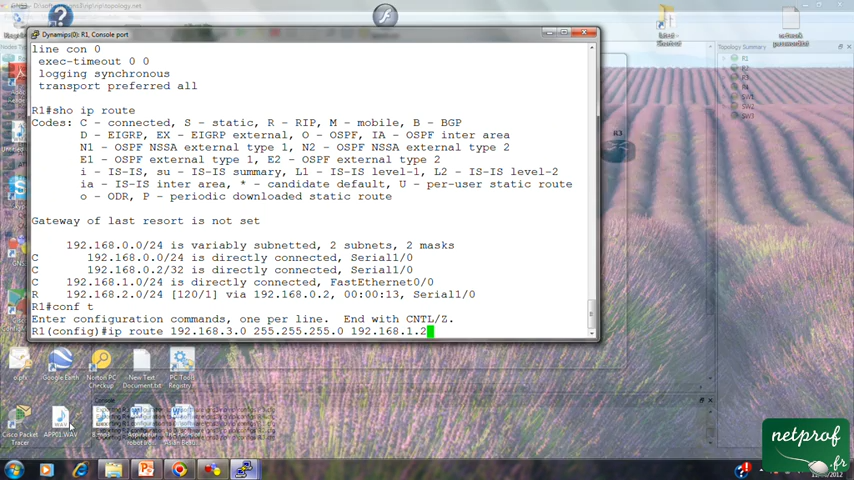 Dynamips(0): R1, Console port
line con 0
exec-timeout 0 0
logging synchronous
transport preferred all
R1#sho ip route
Codes: C - connected, S - static, R - RIP, M - mobile, B - BGP
D - EIGRP, EX - EIGRP external, O - OSPF, IA - OSPF inter area
N1 - OSPF NSSA external type 1, N2 - OSPF NSSA external type 2
E1 - OSPF external type 1, E2 - OSPF external type 2
i - IS-IS, su - IS-IS summary, L1 - IS-IS level-1, L2 - IS-IS level-2
ia - IS-IS inter area, * - candidate default, U - per-user static route
o - ODR, P - periodic downloaded static route
Gateway of last resort is not set
192.168.0.0/24 is variably subnetted, 2 subnets, 2 masks
C 192.168.0.0/24 is directly connected, Serial1/0
C 192.168.0.2/32 is directly connected, Serial1/0
C 192.168.1.0/24 is directly connected, FastEthernet0/0
R 192.168.2.0/24 [120/1] via 192.168.0.2, 00:00:13, Serial1/0
R1#conf t
Enter configuration commands, one per line. End with CNTL/Z.
R1(config)#ip route 192.168.3.0 255.255.255.0 192.168.1.2
Topology Summary
R1
R2
R4
SW1
SW2
SW3
R3
Google Earth
Norton PC Checkup
New Text Document.txt
PC Tools Registry
Console
Cisco Packet Tracer
APP01.WAV
netprof
.fr